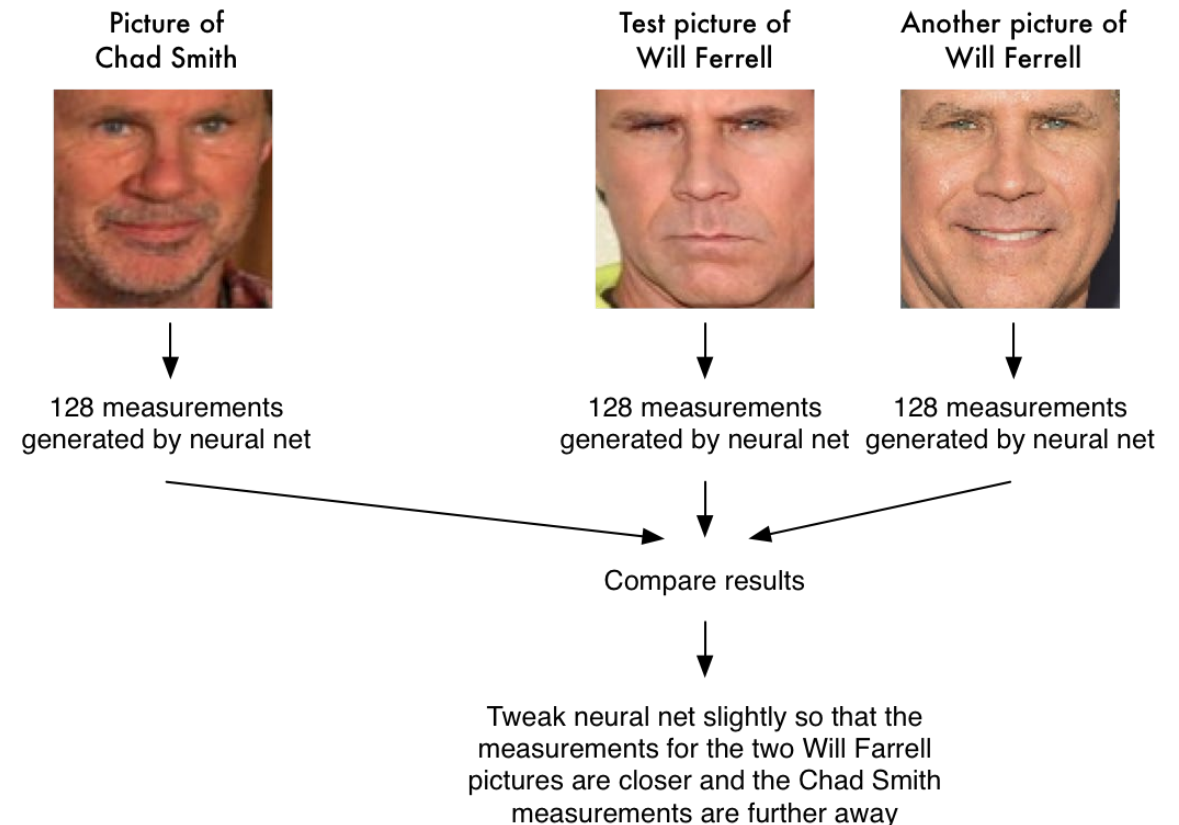 Picture of
Chad Smith
Test picture of
Will Ferrell
Another picture of
Will Ferrell
128 measurements
generated by neural net
128 measurements
generated by neural net
128 measurements
generated by neural net
Compare results
Tweak neural net slightly so that the
measurements for the two Will Farrell
pictures are closer and the Chad Smith
measurements are further away